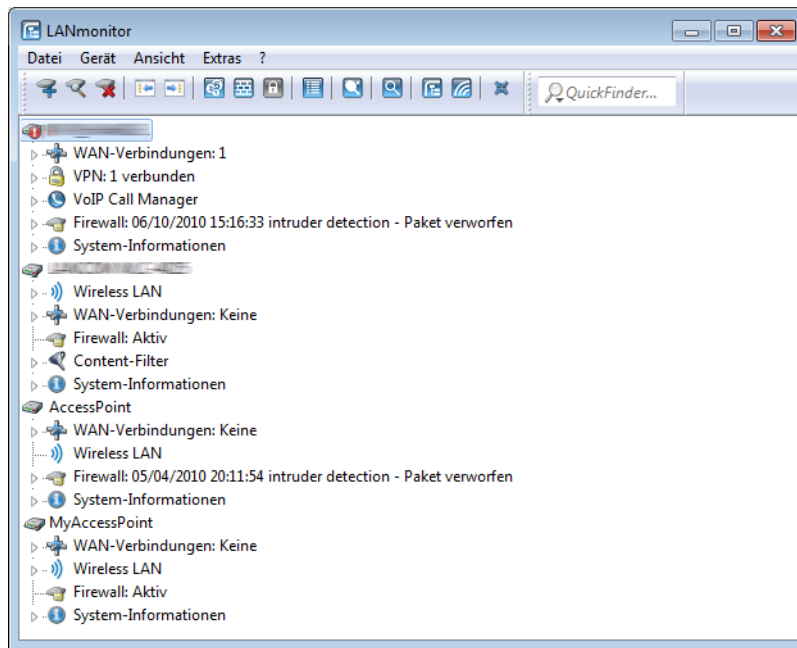 LANmonitor
Datei Gerät Ansicht Extras ?
QuickFinder...
WAN-Verbindungen: 1
VPN: 1 verbunden
VoIP Call Manager
Firewall: 06/10/2010 15:16:33 intruder detection - Paket verworfen
System-Informationen
Wireless LAN
WAN-Verbindungen: Keine
Firewall: Aktiv
Content-Filter
System-Informationen
AccessPoint
WAN-Verbindungen: Keine
Wireless LAN
Firewall: 05/04/2010 20:11:54 intruder detection - Paket verworfen
System-Informationen
MyAccessPoint
WAN-Verbindungen: Keine
Wireless LAN
Firewall: Aktiv
System-Informationen